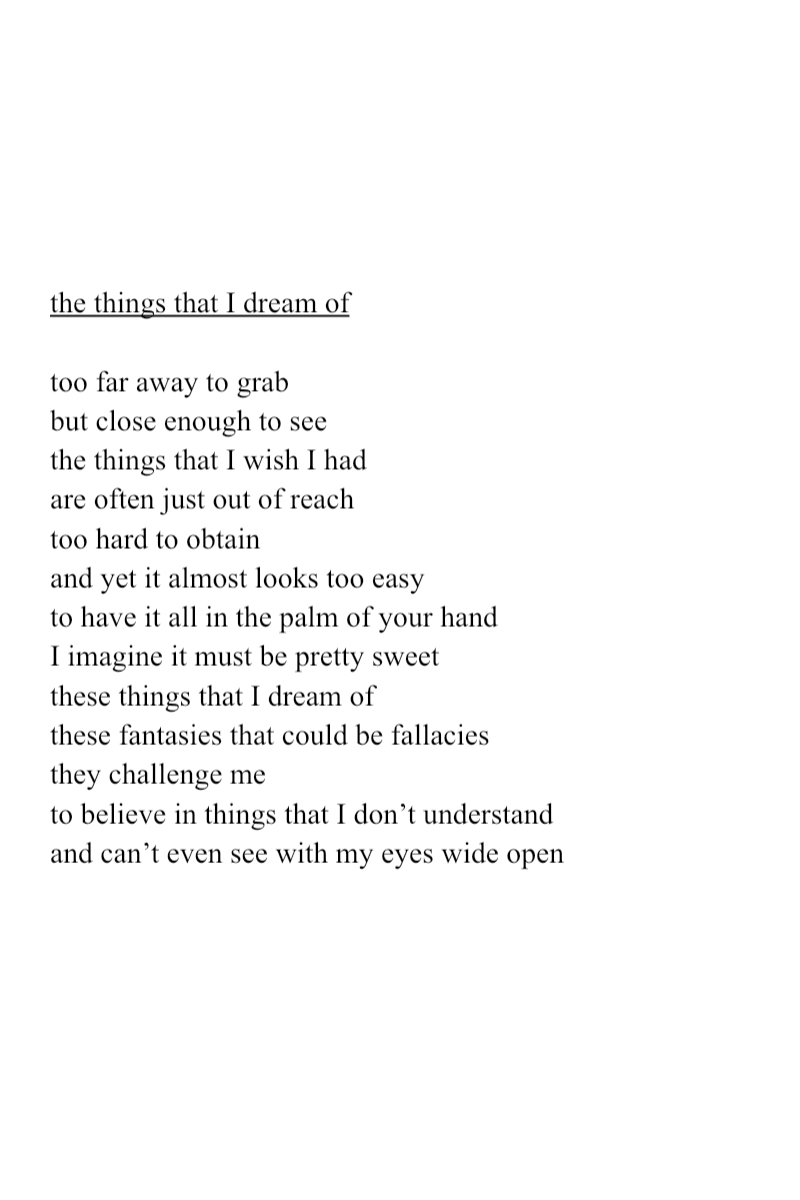 the things that I dream of
too far away to grab
but close enough to see
the things that I wish I had
are often just out of reach
too hard to obtain
and yet it almost looks too easy
to have it all in the palm of your hand
I imagine it must be pretty sweet
these things that I dream of
these fantasies that could be fallacies
they challenge me
to believe in things that I don’t understand
and can’t even see with my eyes wide open